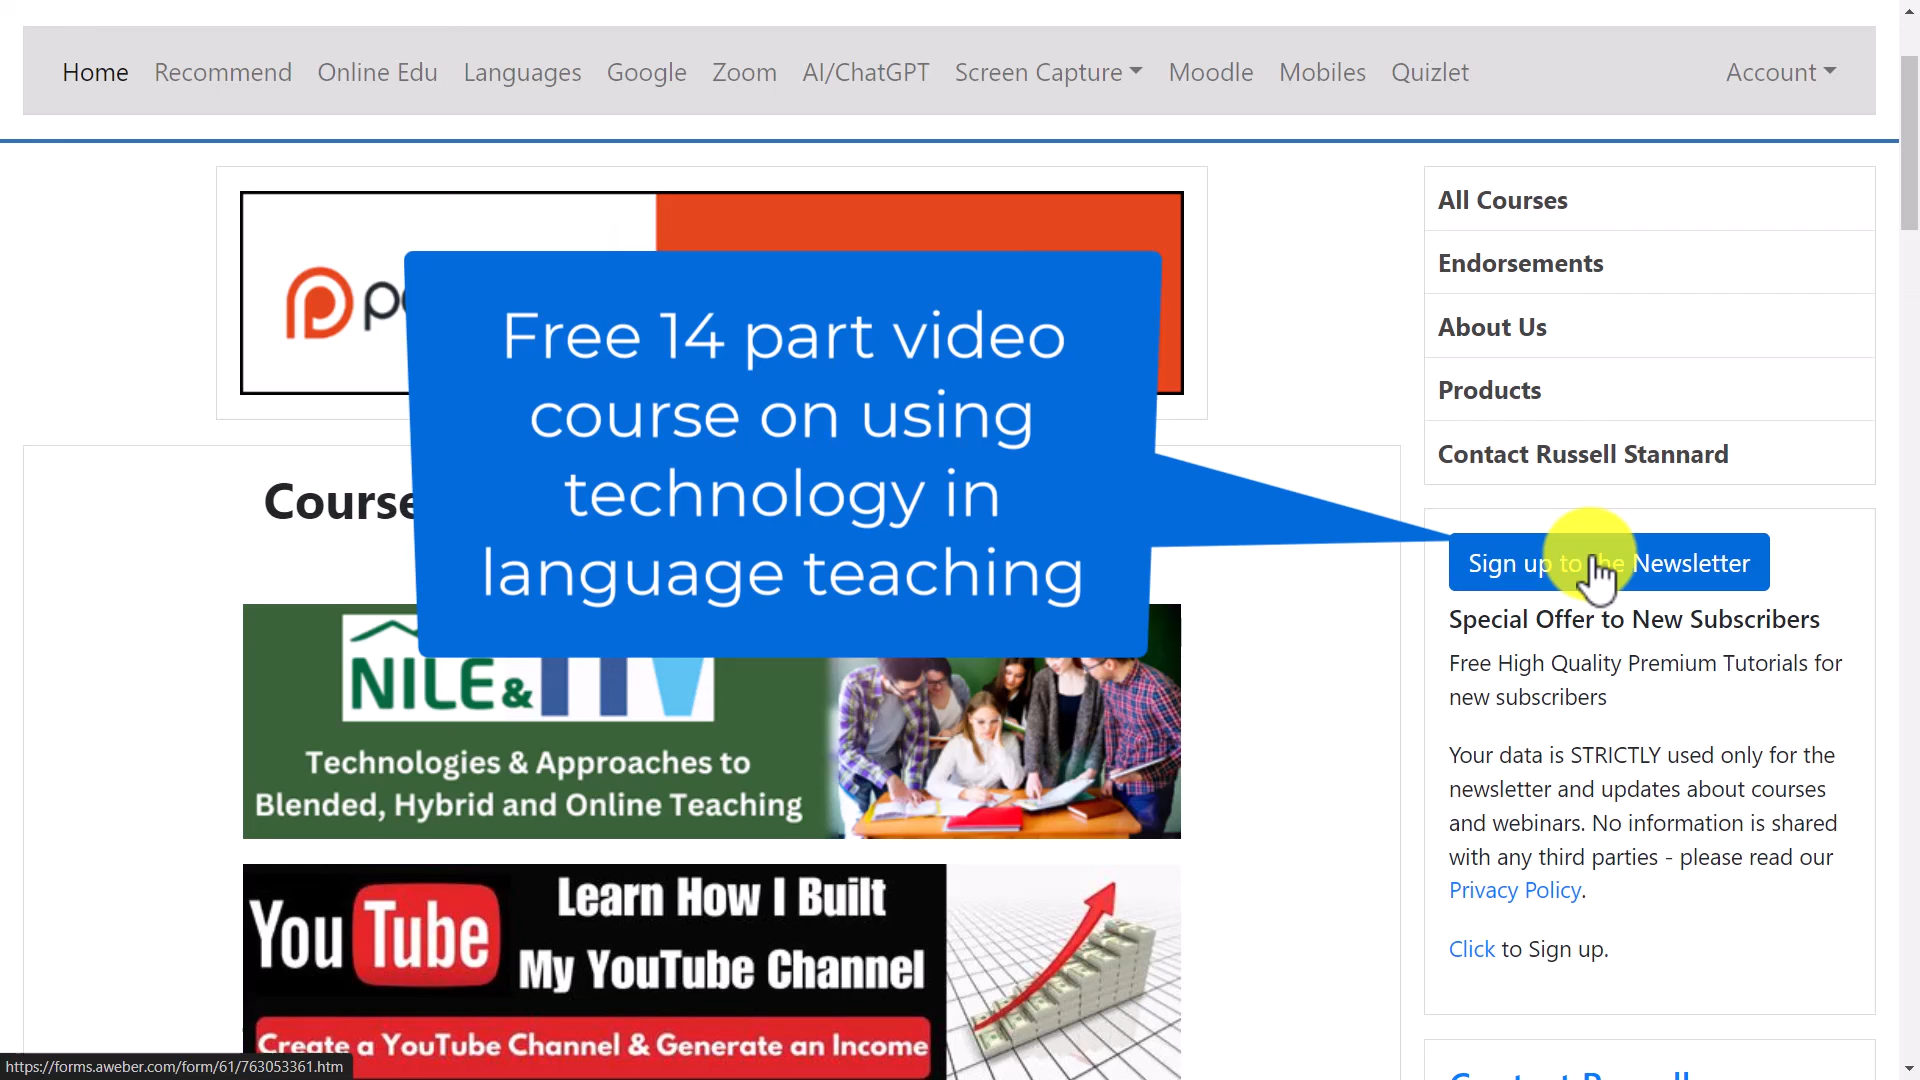 Home Recommend Online Edu Languages Google Zoom AI/ChatGPT Screen Capture Moodle Mobiles Quizlet Account
Free 14 part video
course on using
technology in
language teaching
Course
NILE &
Technologies & Approaches to
Blended, Hybrid and Online Teaching
YouTube
Learn How I Built
My YouTube Channel
Create a YouTube Channel & Generate an Income
All Courses
Endorsements
About Us
Products
Contact Russell Stannard
Sign up to the Newsletter
Special Offer to New Subscribers
Free High Quality Premium Tutorials for
new subscribers
Your data is STRICTLY used only for the
newsletter and updates about courses
and webinars. No information is shared
with any third parties - please read our
Privacy Policy.
Click to Sign up.
https://forms.aweber.com/form/61/763053361.htm